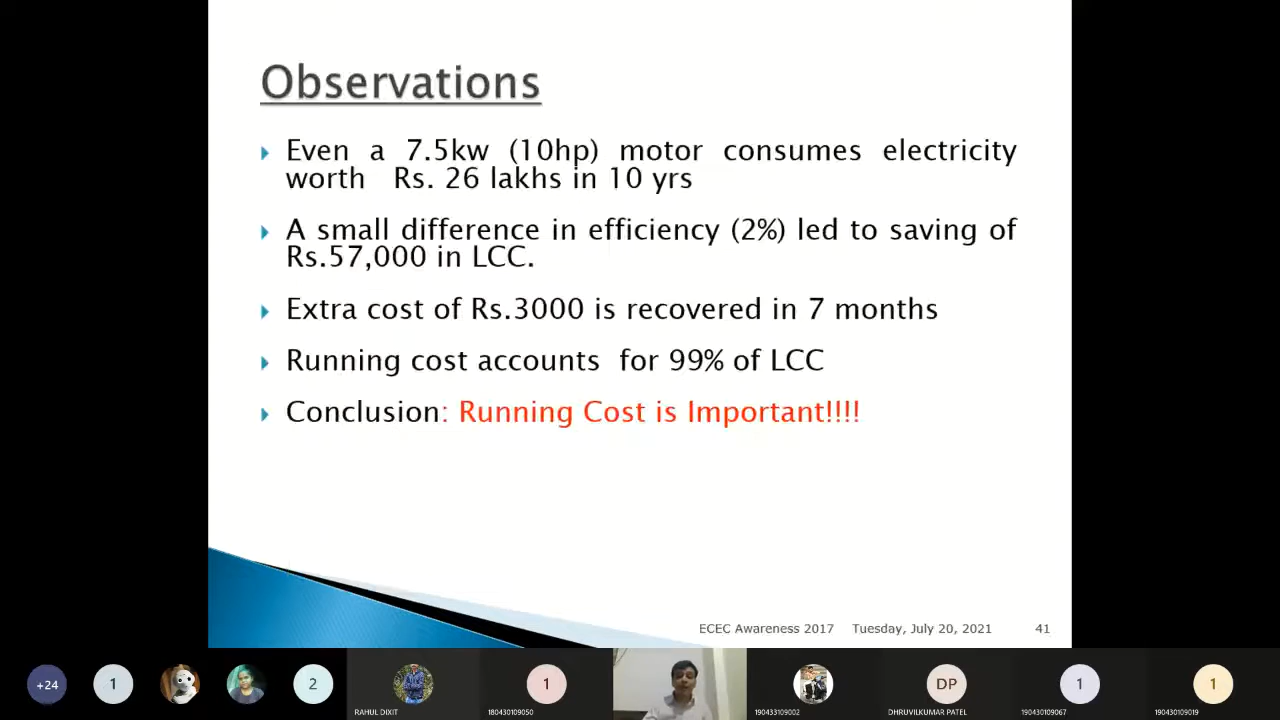 Observations
Even a 7.5kw (10hp) motor consumes electricity
worth Rs. 26 lakhs in 10 yrs
A small difference in efficiency (2%) led to saving of
Rs.57,000 in LCC.
Extra cost of Rs.3000 is recovered in 7 months
Running cost accounts for 99% of LCC
Conclusion: Running Cost is Important!!!!
ECEC Awareness 2017 Tuesday, July 20, 2021 41
+24 1 2 1 DP 1 1
RAHUL DIXIT 180430109050 190433109002 DHRUVILKUMAR PATEL 190430109067 190430109019